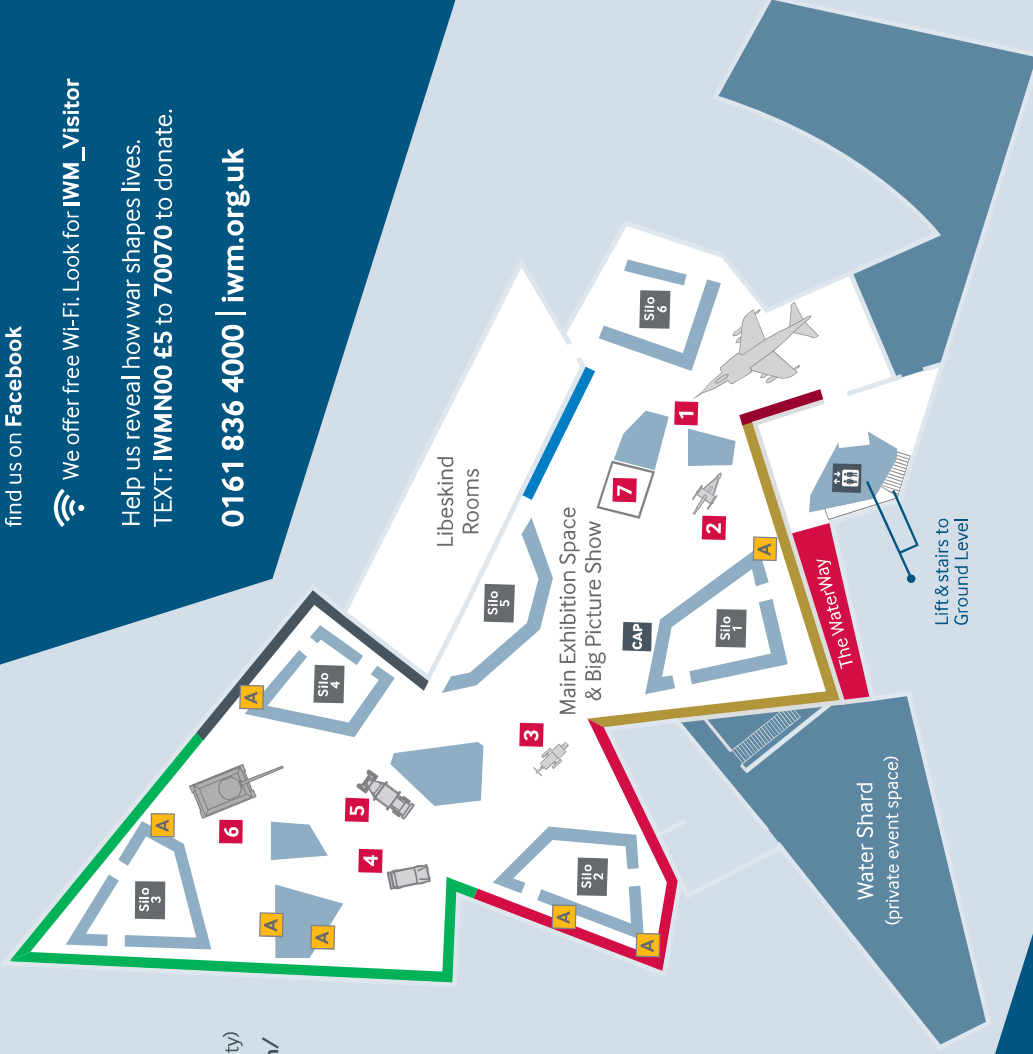 find us on Facebook
We offer free Wi-Fi. Look for IWM_Visitor
Help us reveal how war shapes lives.
TEXT: IWMN00 £5 to 70070 to donate.
0161 836 4000 | iwm.org.uk
ty)
n/
Libeskind
Rooms
Main Exhibition Space
& Big Picture Show
Silo
1
Silo
2
Silo
3
Silo
4
Silo
5
Silo
6
1
2
3
4
5
6
7
A
A
A
A
A
A
A
CAP
The WaterWay
Lift & stairs to
Ground Level
Water Shard
(private event space)